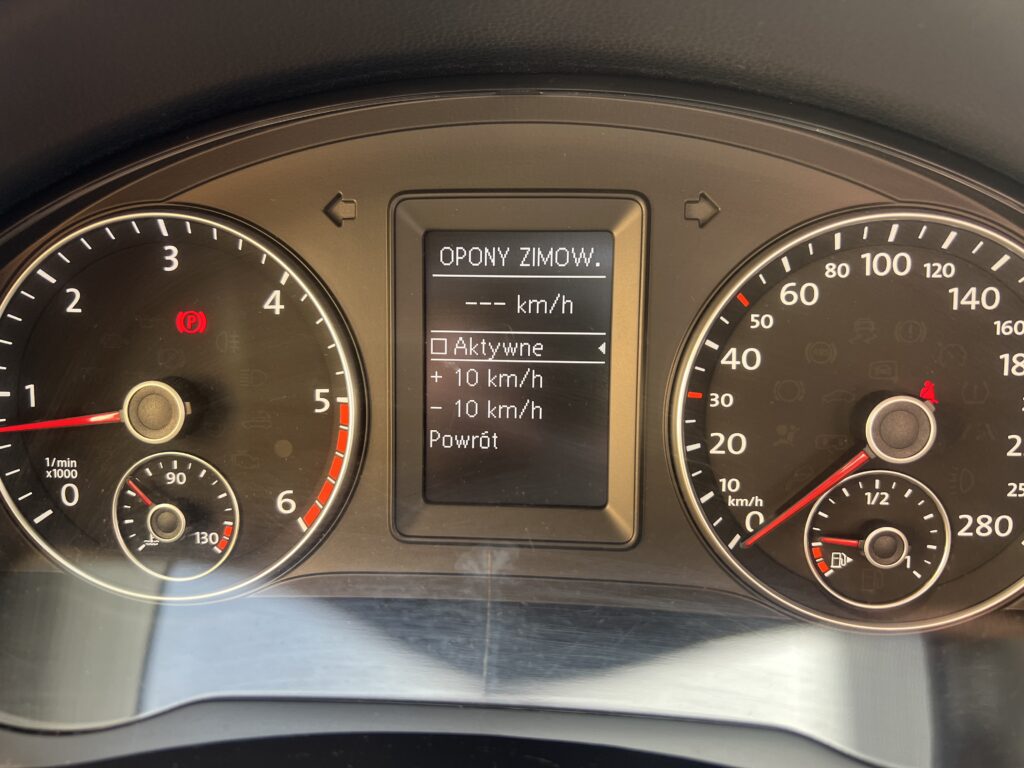 OPONY ZIMOW.
--- km/h
Aktywne
+ 10 km/h
- 10 km/h
Powrót
0
1
2
3
4
5
6
1/min
x1000
90
130
P
0
10
20
30
40
50
60
80
100
120
140
160
280
km/h
1/2
1